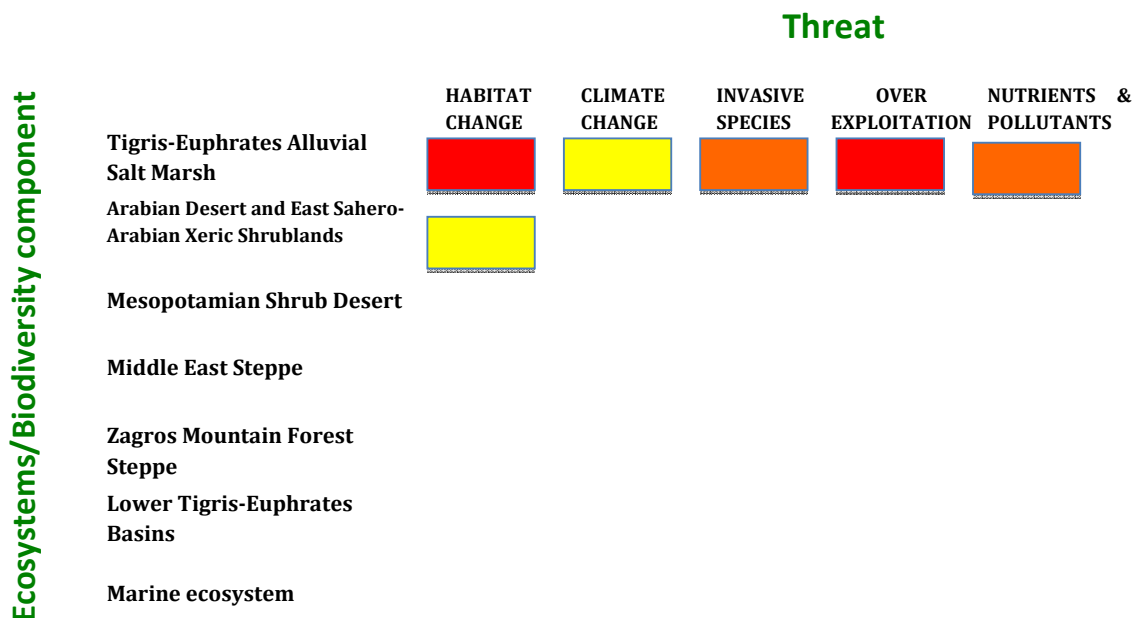 Threat
Ecosystems/Biodiversity component
HABITAT CHANGE
CLIMATE CHANGE
INVASIVE SPECIES
OVER EXPLOITATION
NUTRIENTS & POLLUTANTS
Tigris-Euphrates Alluvial
Salt Marsh
Arabian Desert and East Sahero-
Arabian Xeric Shrublands
Mesopotamian Shrub Desert
Middle East Steppe
Zagros Mountain Forest
Steppe
Lower Tigris-Euphrates
Basins
Marine ecosystem